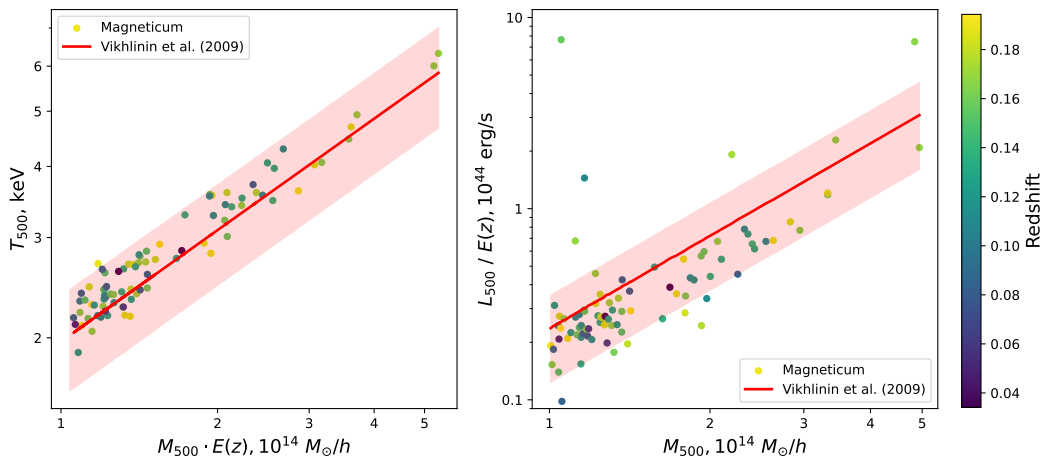 Magneticum
Vikhlinin et al. (2009)
T500, keV
6
5
4
3
2
1
2
3
4
5
M500 · E(z), 10^14 M⊙/h
L500 / E(z), 10^44 erg/s
10
1
0.1
Magneticum
Vikhlinin et al. (2009)
1
2
3
4
5
M500, 10^14 M⊙/h
0.18
0.16
0.14
0.12
0.10
0.08
0.06
0.04
Redshift